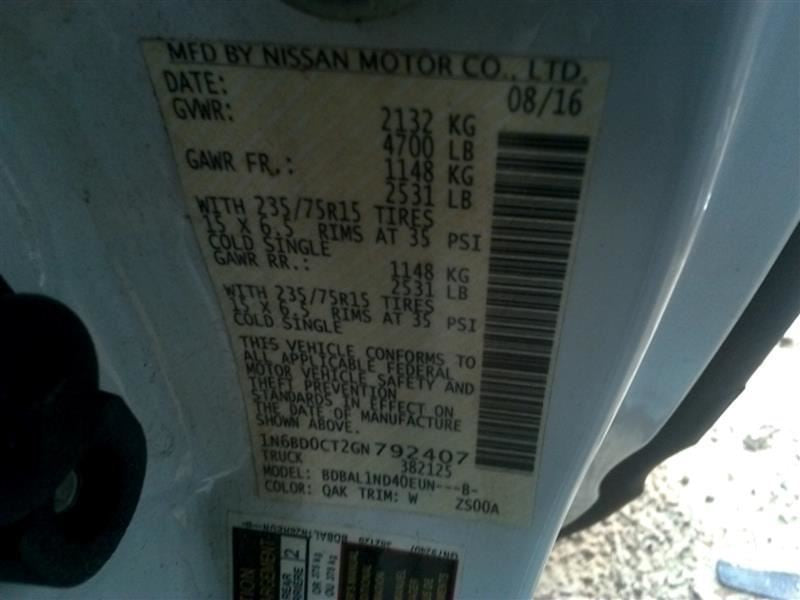 MFD BY NISSAN MOTOR CO., LTD.
DATE: 08/16
GVWR: 2132 KG
4700 LB
GAWR FR.: 1148 KG
2531 LB
WITH 235/75R15 TIRES
15 X 6.5 RIMS AT 35 PSI
COLD SINGLE
GAWR RR.: 1148 KG
2531 LB
WITH 235/75R15 TIRES
15 X 6.5 RIMS AT 35 PSI
COLD SINGLE
THIS VEHICLE CONFORMS TO
ALL APPLICABLE FEDERAL
MOTOR VEHICLE SAFETY AND
THEFT PREVENTION
STANDARDS IN EFFECT ON
THE DATE OF MANUFACTURE
SHOWN ABOVE.
1N6BD0CT2GN792407
TRUCK 382125
MODEL: BDBAL1ND40EUN---B-
COLOR: QAK TRIM: W ZS00A
REAR
2